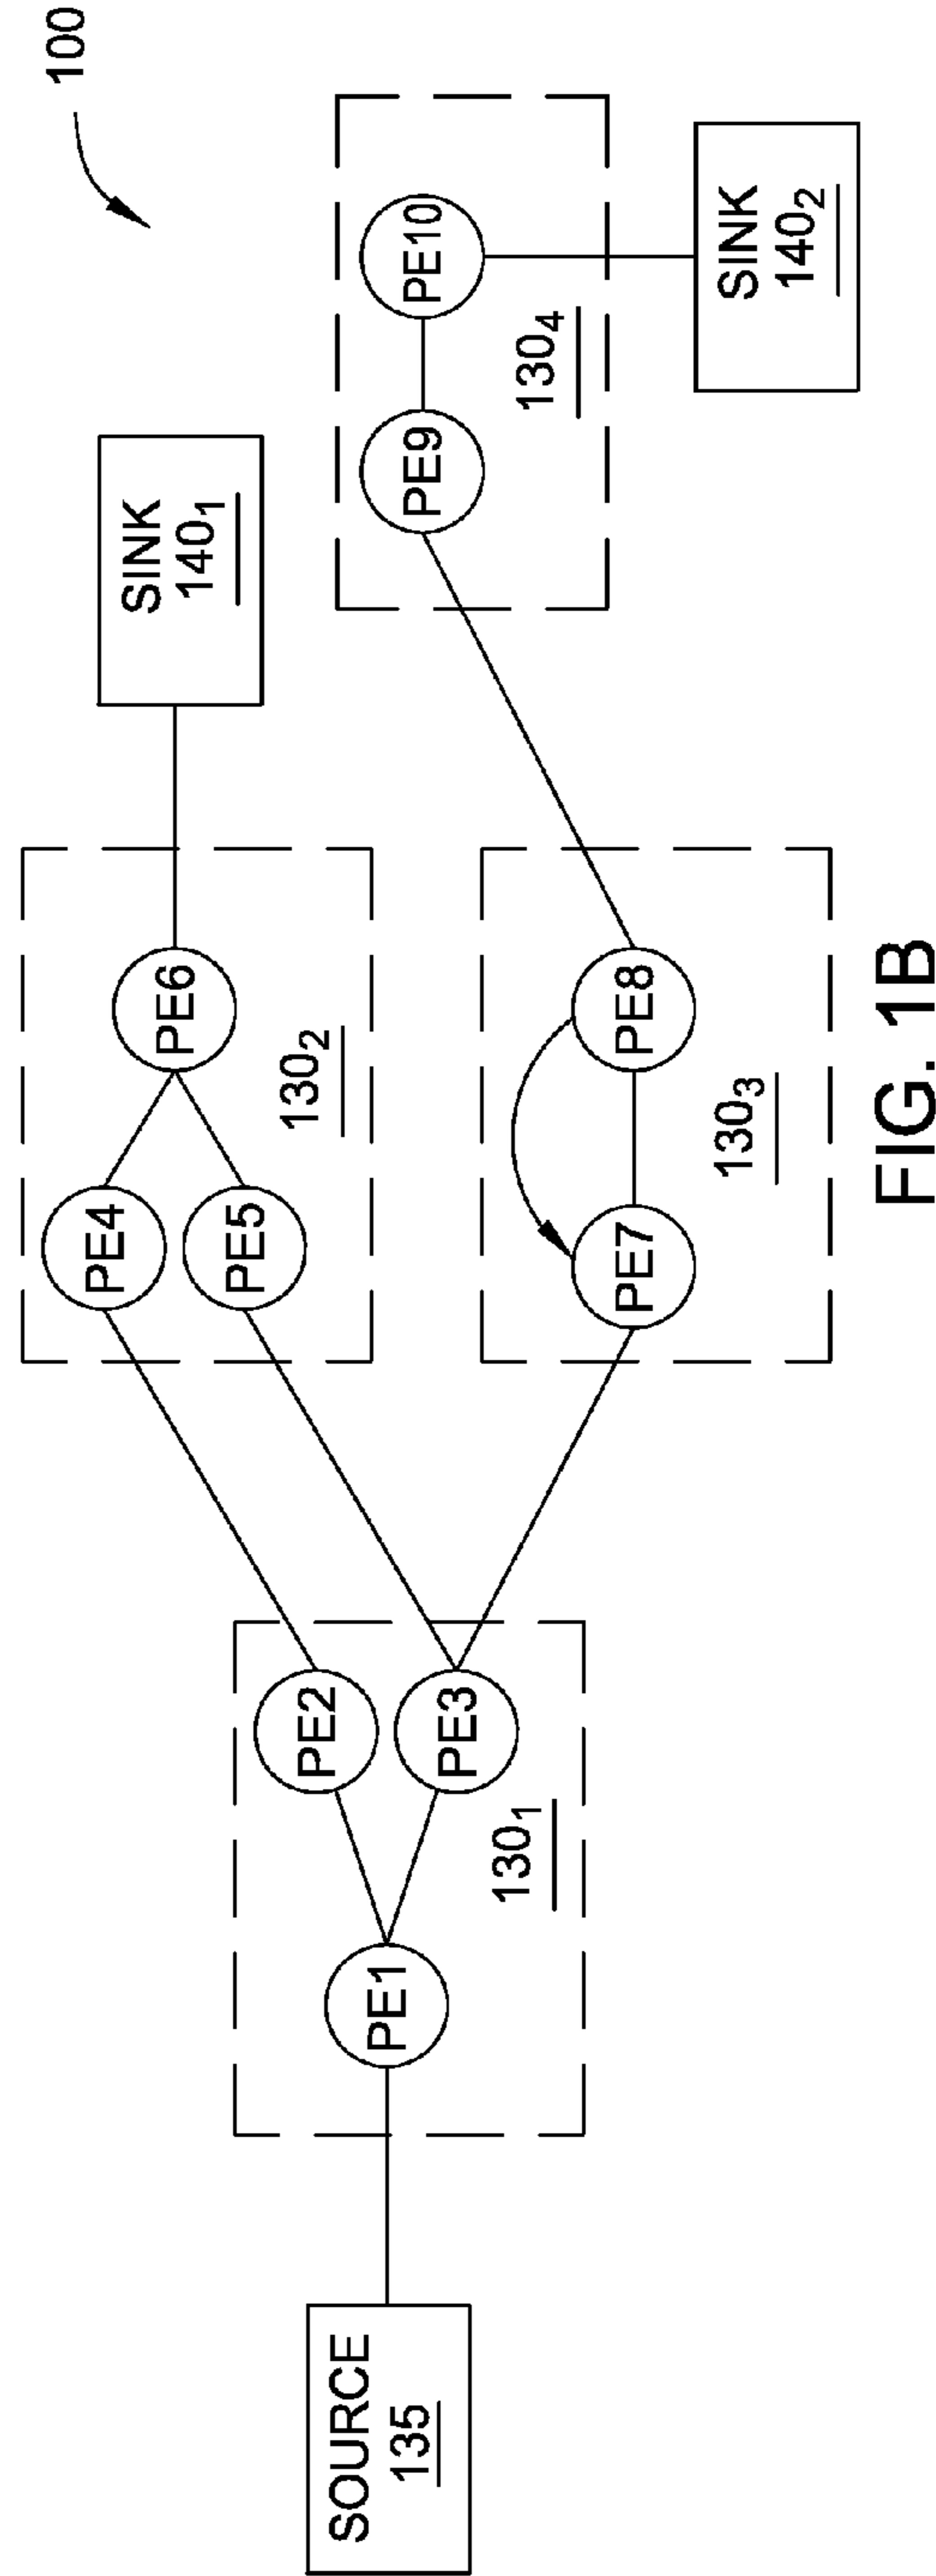 100
SINK
140₁
PE4
PE5
PE6
130₂
PE9
PE10
130₄
SINK
140₂
PE2
PE1
PE3
130₁
PE7
PE8
130₃
SOURCE
135
FIG. 1B